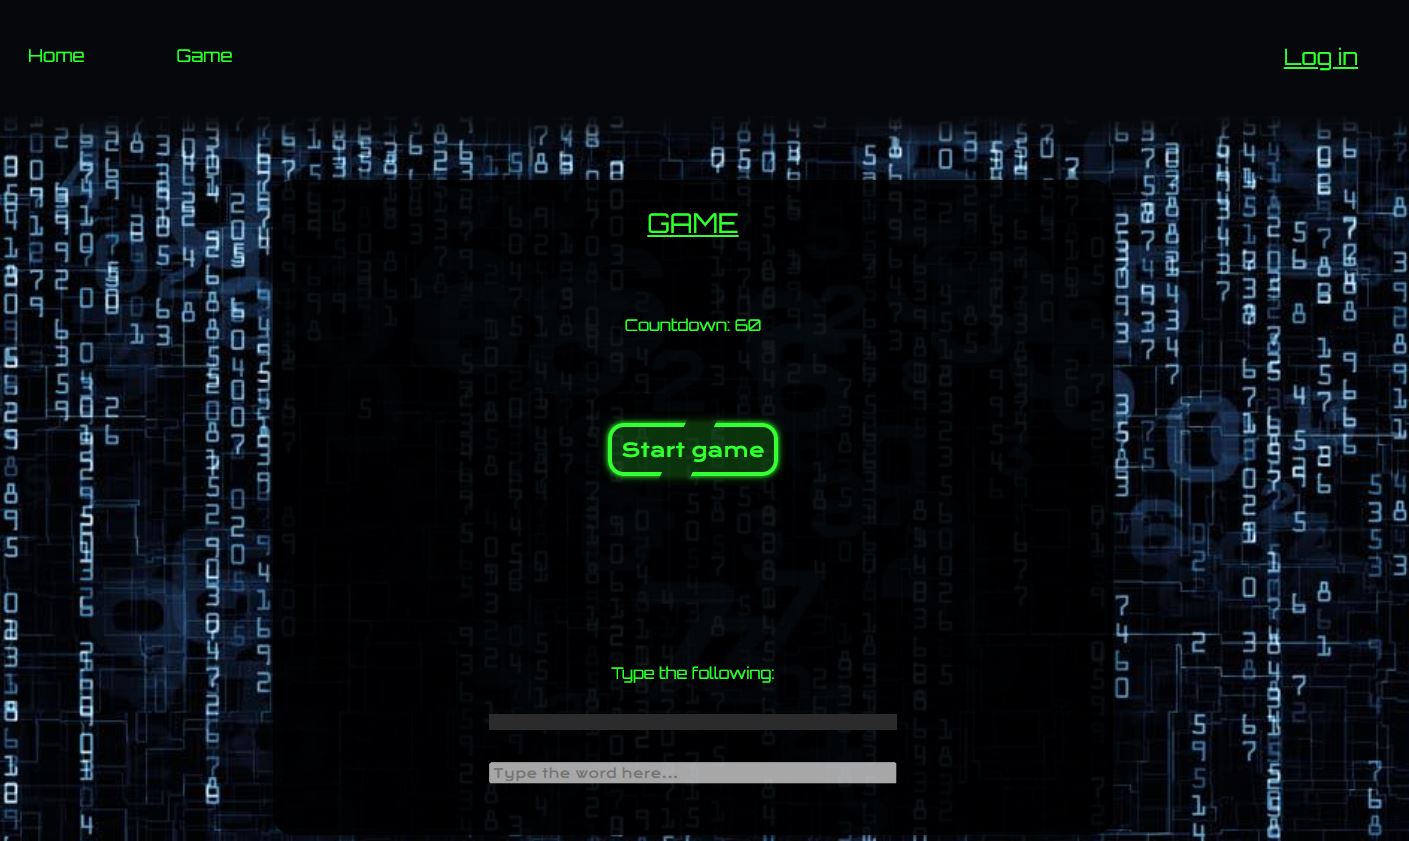 Home
Game
Log in
GAME
Countdown: 60
Start game
Type the following:
Type the word here...